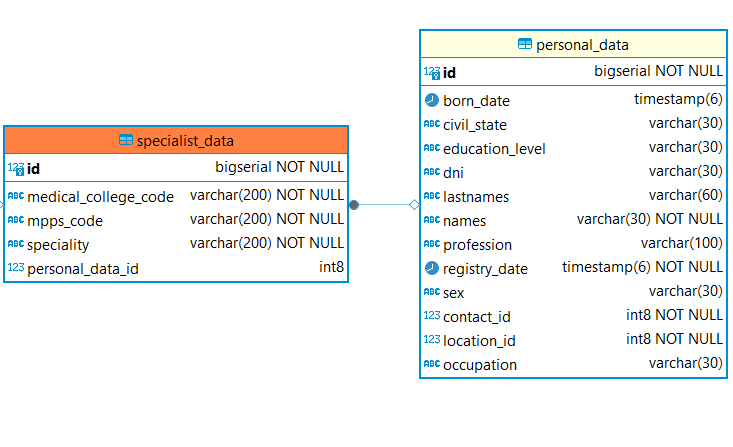 specialist_data
id bigserial NOT NULL
medical_college_code varchar(200) NOT NULL
mpps_code varchar(200) NOT NULL
speciality varchar(200) NOT NULL
personal_data_id int8
personal_data
id bigserial NOT NULL
born_date timestamp(6)
civil_state varchar(30)
education_level varchar(30)
dni varchar(30)
lastnames varchar(60)
names varchar(30) NOT NULL
profession varchar(100)
registry_date timestamp(6) NOT NULL
sex varchar(30)
contact_id int8 NOT NULL
location_id int8 NOT NULL
occupation varchar(30)